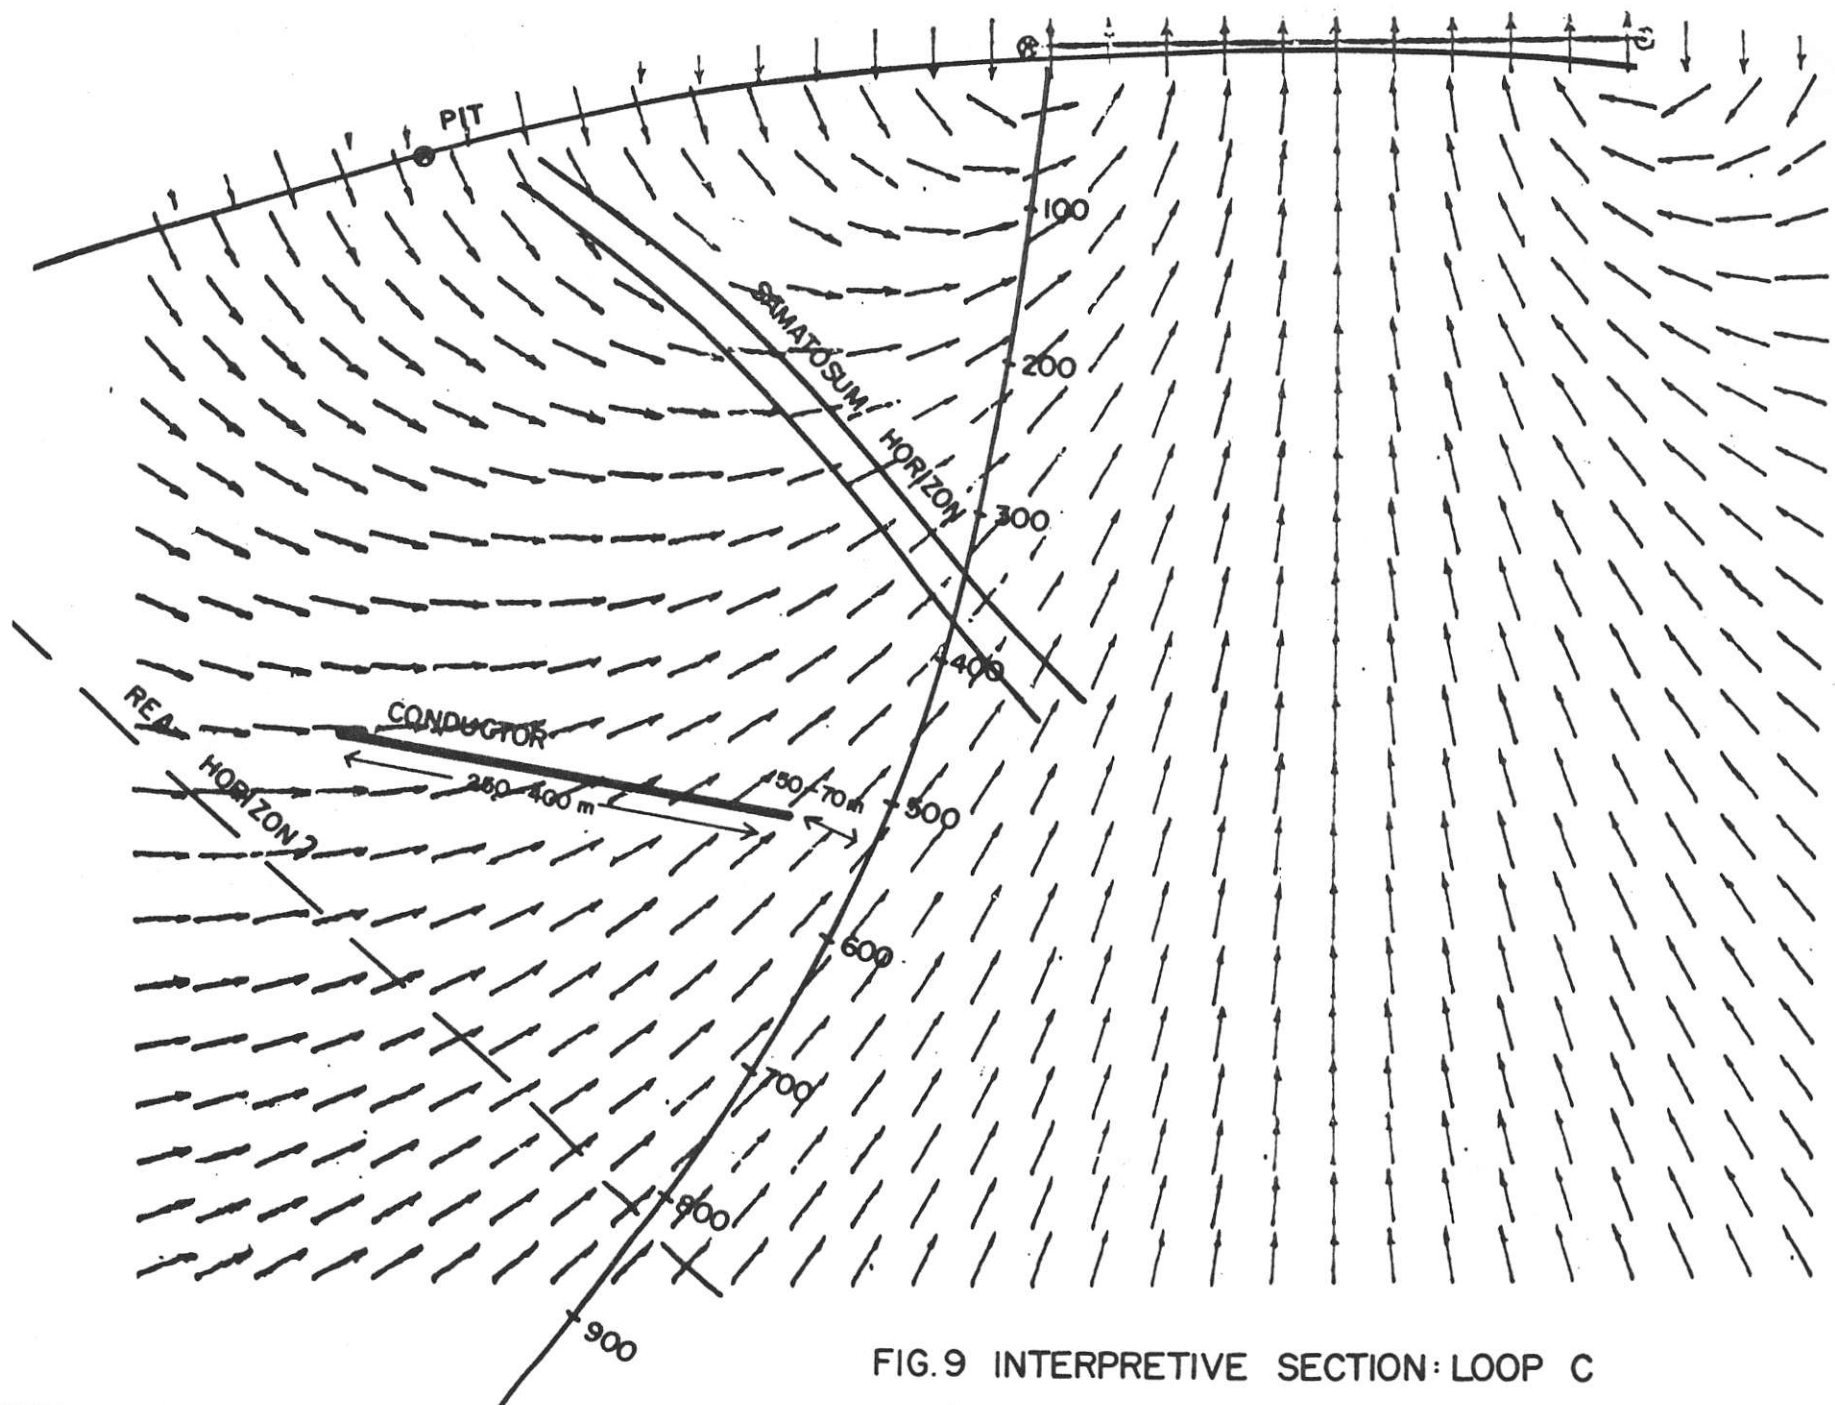 PIT
100
SAMATOSUM HORIZON
200
300
400
REA HORIZON?
CONDUCTOR
250-400 m
50-70 m
500
600
700
800
900
FIG. 9 INTERPRETIVE SECTION: LOOP C